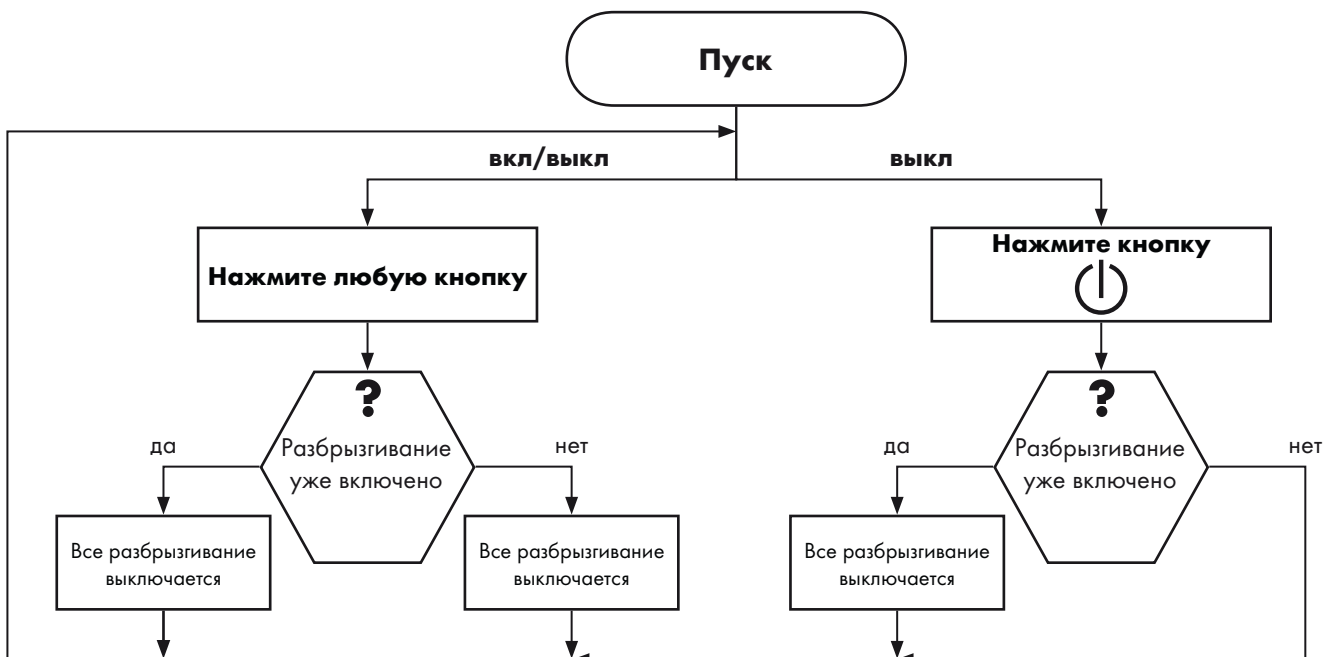 Пуск
вкл/выкл
выкл
Нажмите любую кнопку
Нажмите кнопку
?
Разбрызгивание
уже включено
да
нет
?
Разбрызгивание
уже включено
да
нет
Все разбрызгивание
выключается
Все разбрызгивание
выключается
Все разбрызгивание
выключается